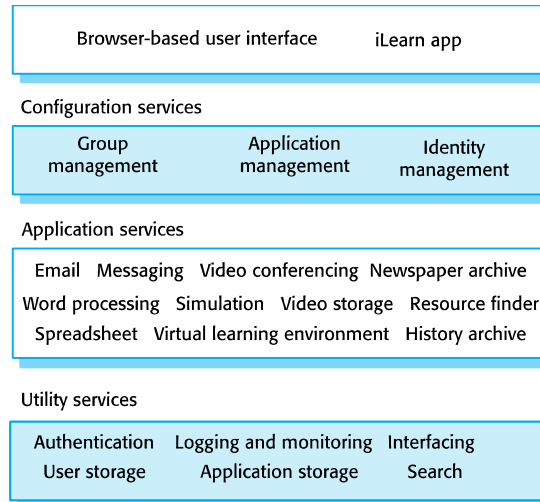 Browser-based user interface iLearn app
Configuration services
Group management Application management Identity management
Application services
Email Messaging Video conferencing Newspaper archive
Word processing Simulation Video storage Resource finder
Spreadsheet Virtual learning environment History archive
Utility services
Authentication Logging and monitoring Interfacing
User storage Application storage Search